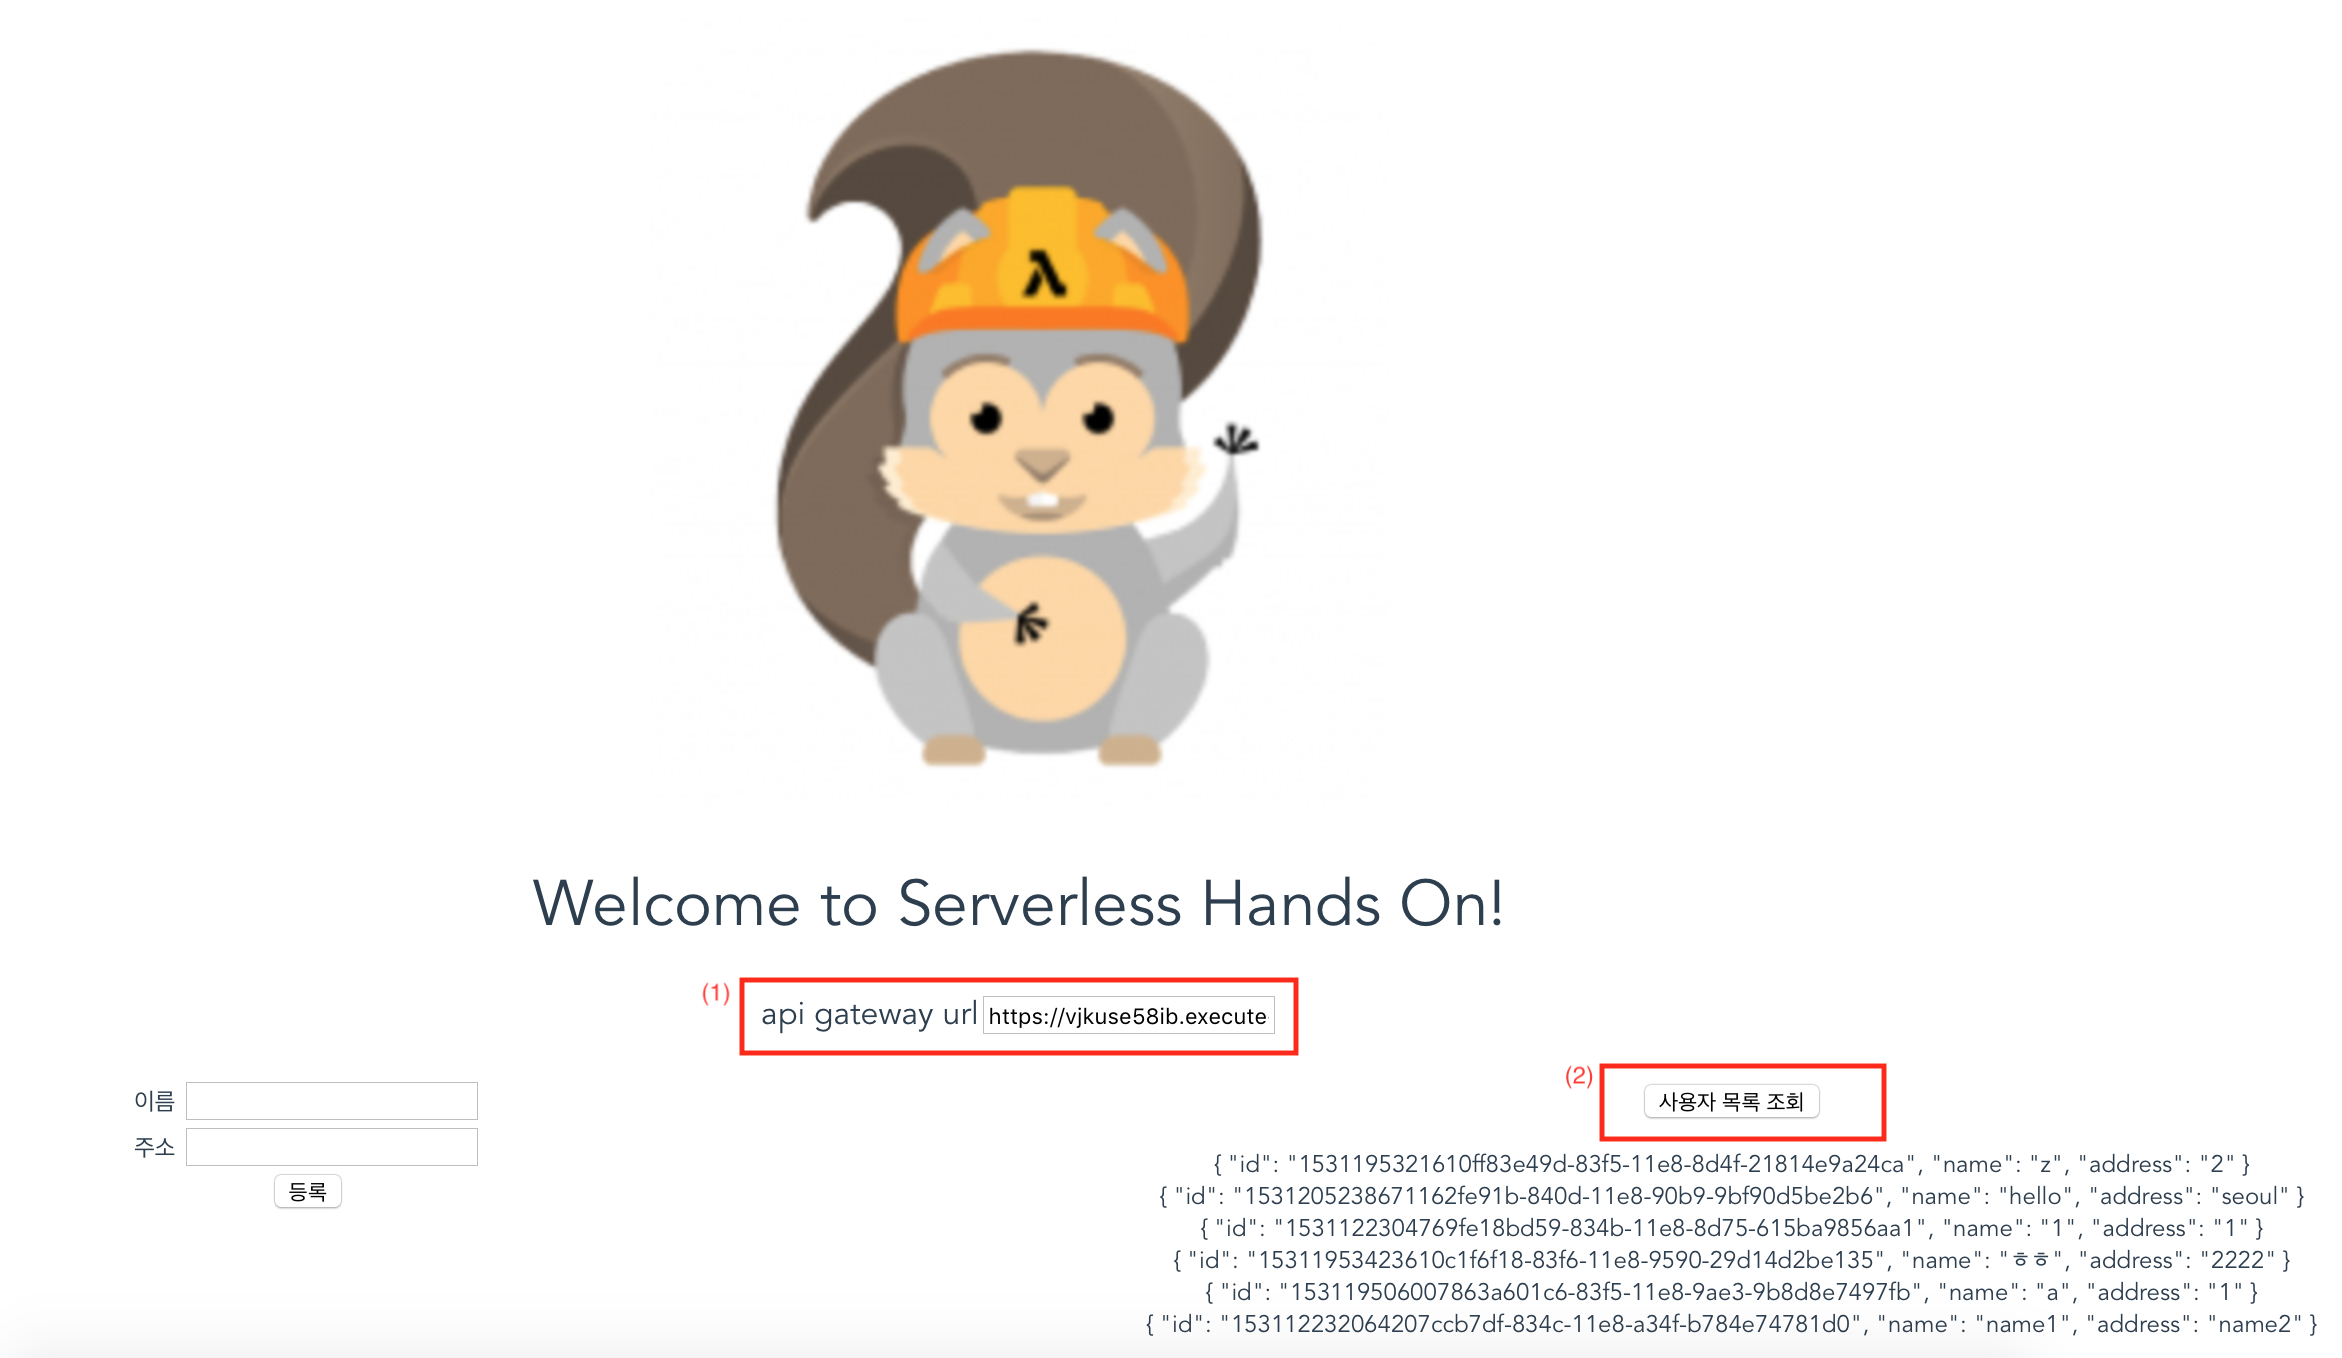 λ
Welcome to Serverless Hands On!
(1)
api gateway url https://vjkuse58ib.execute
이름
주소
등록
(2)
사용자 목록 조회
{ "id": "1531195321610ff83e49d-83f5-11e8-8d4f-21814e9a24ca", "name": "z", "address": "2" }
{ "id": "1531205238671162fe91b-840d-11e8-90b9-9bf90d5be2b6", "name": "hello", "address": "seoul" }
{ "id": "1531122304769fe18bd59-834b-11e8-8d75-615ba9856aa1", "name": "1", "address": "1" }
{ "id": "15311953423610c1f6f18-83f6-11e8-9590-29d14d2be135", "name": "ㅎㅎ", "address": "2222" }
{ "id": "153119506007863a601c6-83f5-11e8-9ae3-9b8d8e7497fb", "name": "a", "address": "1" }
{ "id": "153112232064207ccb7df-834c-11e8-a34f-b784e74781d0", "name": "name1", "address": "name2" }